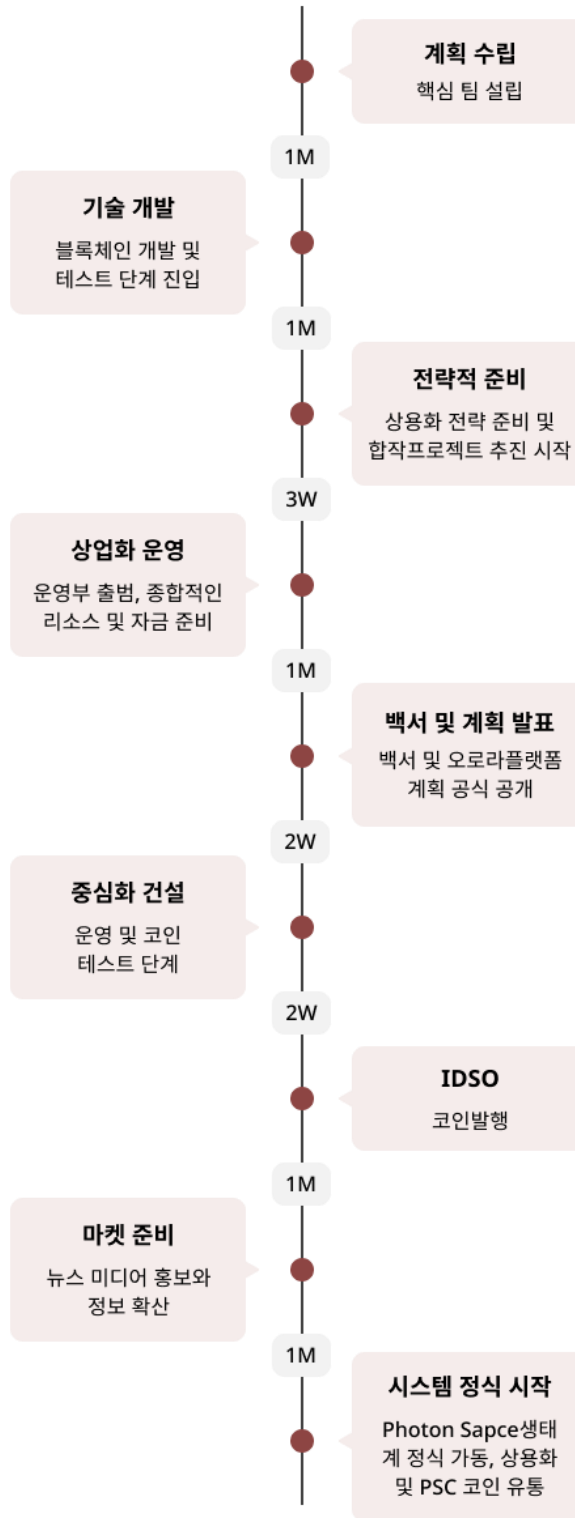 계획 수립
핵심 팀 설립
1M
기술 개발
블록체인 개발 및
테스트 단계 진입
1M
전략적 준비
상용화 전략 준비 및
합작프로젝트 추진 시작
3W
상업화 운영
운영부 출범, 종합적인
리소스 및 자금 준비
1M
백서 및 계획 발표
백서 및 오로라플랫폼
계획 공식 공개
2W
중심화 건설
운영 및 코인
테스트 단계
2W
IDSO
코인발행
1M
마켓 준비
뉴스 미디어 홍보와
정보 확산
1M
시스템 정식 시작
Photon Sapce생태
계 정식 가동, 상용화
및 PSC 코인 유통